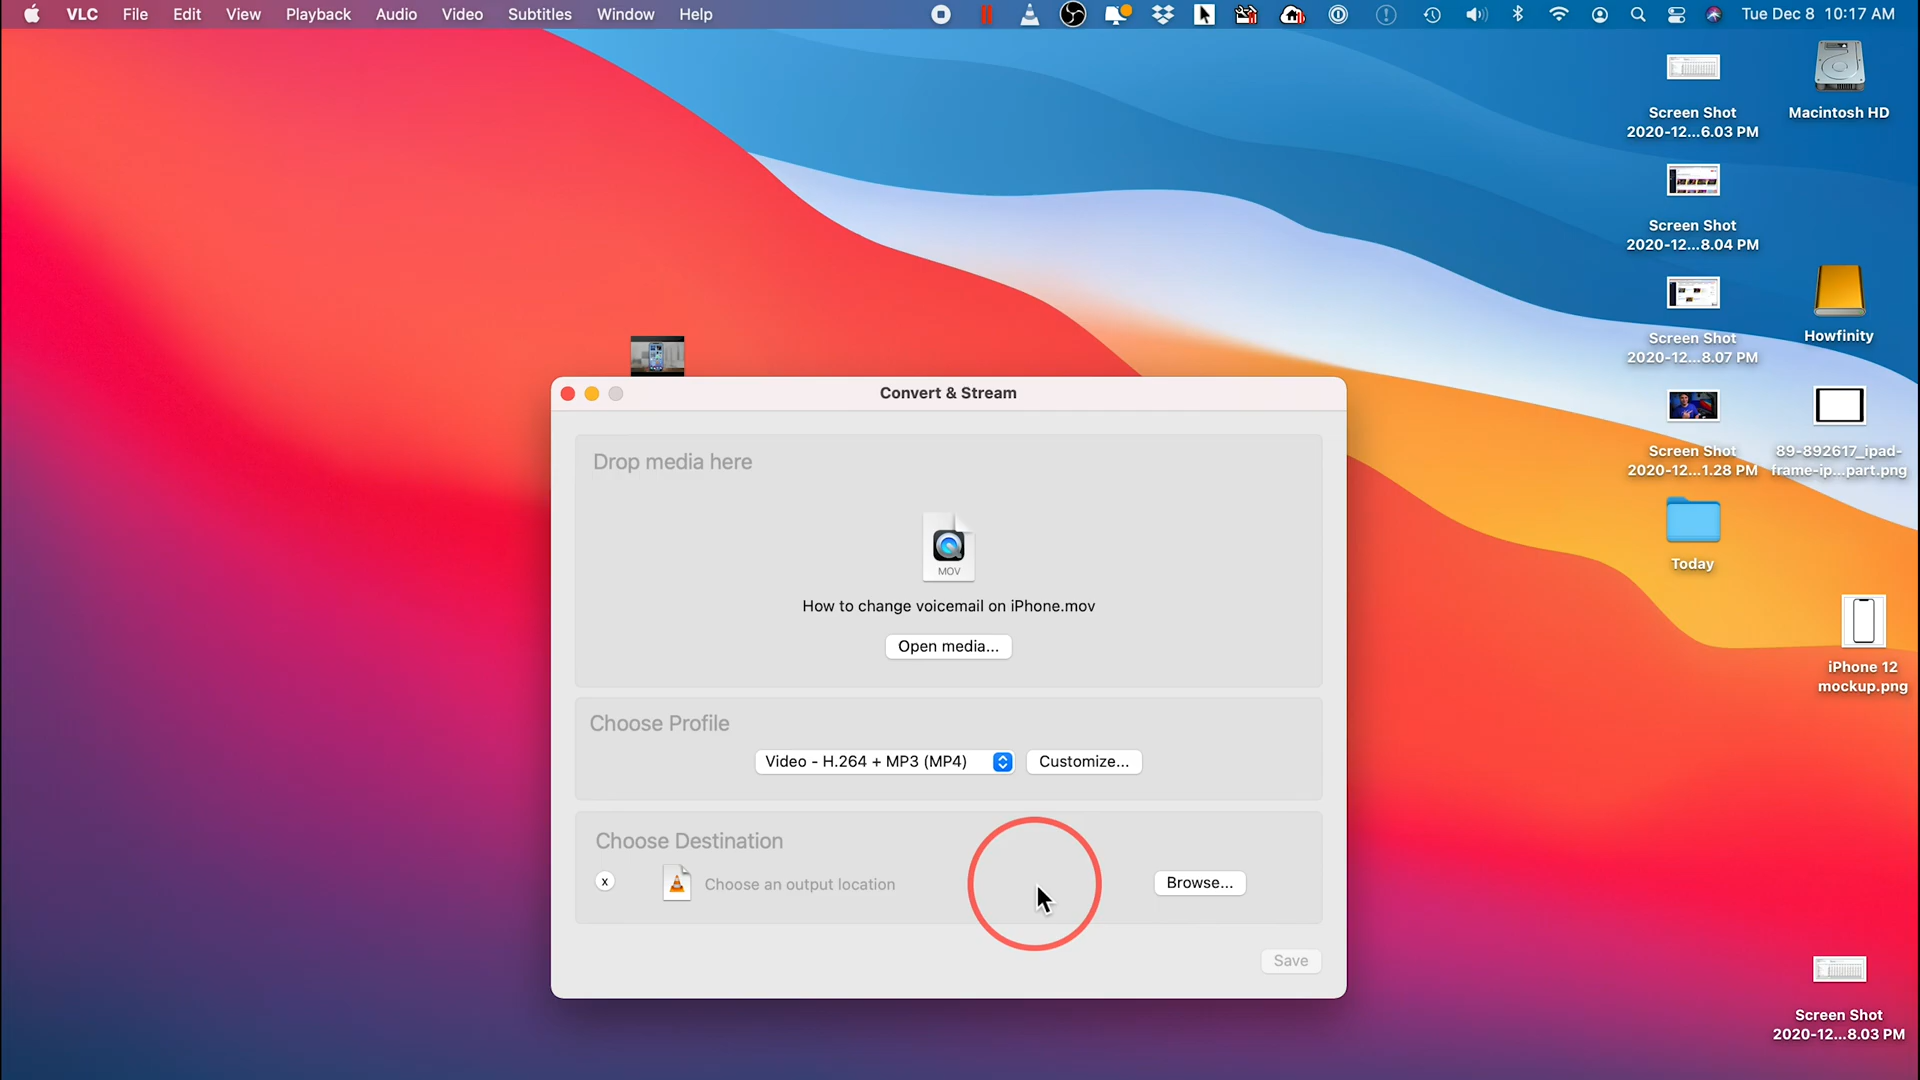 VLC File Edit View Playback Audio Video Subtitles Window Help Tue Dec 8 10:17 AM
Screen Shot
2020-12...6.03 PM
Macintosh HD
Screen Shot
2020-12...8.04 PM
Screen Shot
2020-12...8.07 PM
Howfinity
Screen Shot
2020-12...1.28 PM
89-892617_ipad-
frame-ip...part.png
Today
iPhone 12
mockup.png
Screen Shot
2020-12...8.03 PM
Convert & Stream
Drop media here
MOV
How to change voicemail on iPhone.mov
Open media...
Choose Profile
Video - H.264 + MP3 (MP4)
Customize...
Choose Destination
x
Choose an output location
Browse...
Save